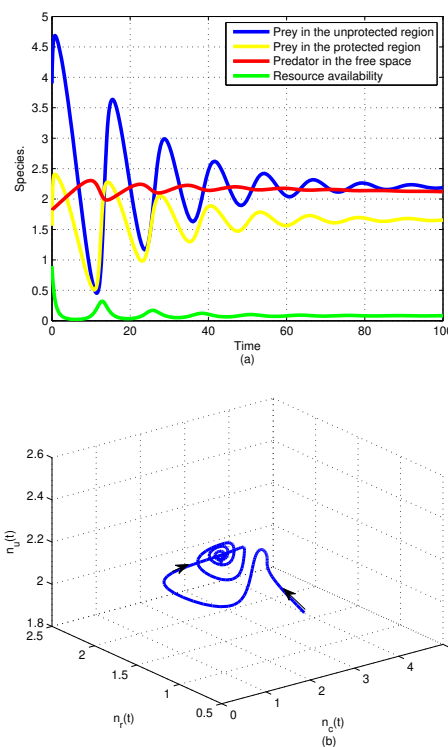 5
4.5
4
3.5
3
2.5
2
1.5
1
0.5
0
Species.
Prey in the unprotected region
Prey in the protected region
Predator in the free space
Resource availability
0 20 40 60 80 100
Time
(a)
2.6
2.4
2.2
2
1.8
n_u(t)
2.5
2
1.5
1
0.5
n_r(t)
0
1
2
3
4
n_c(t)
(b)